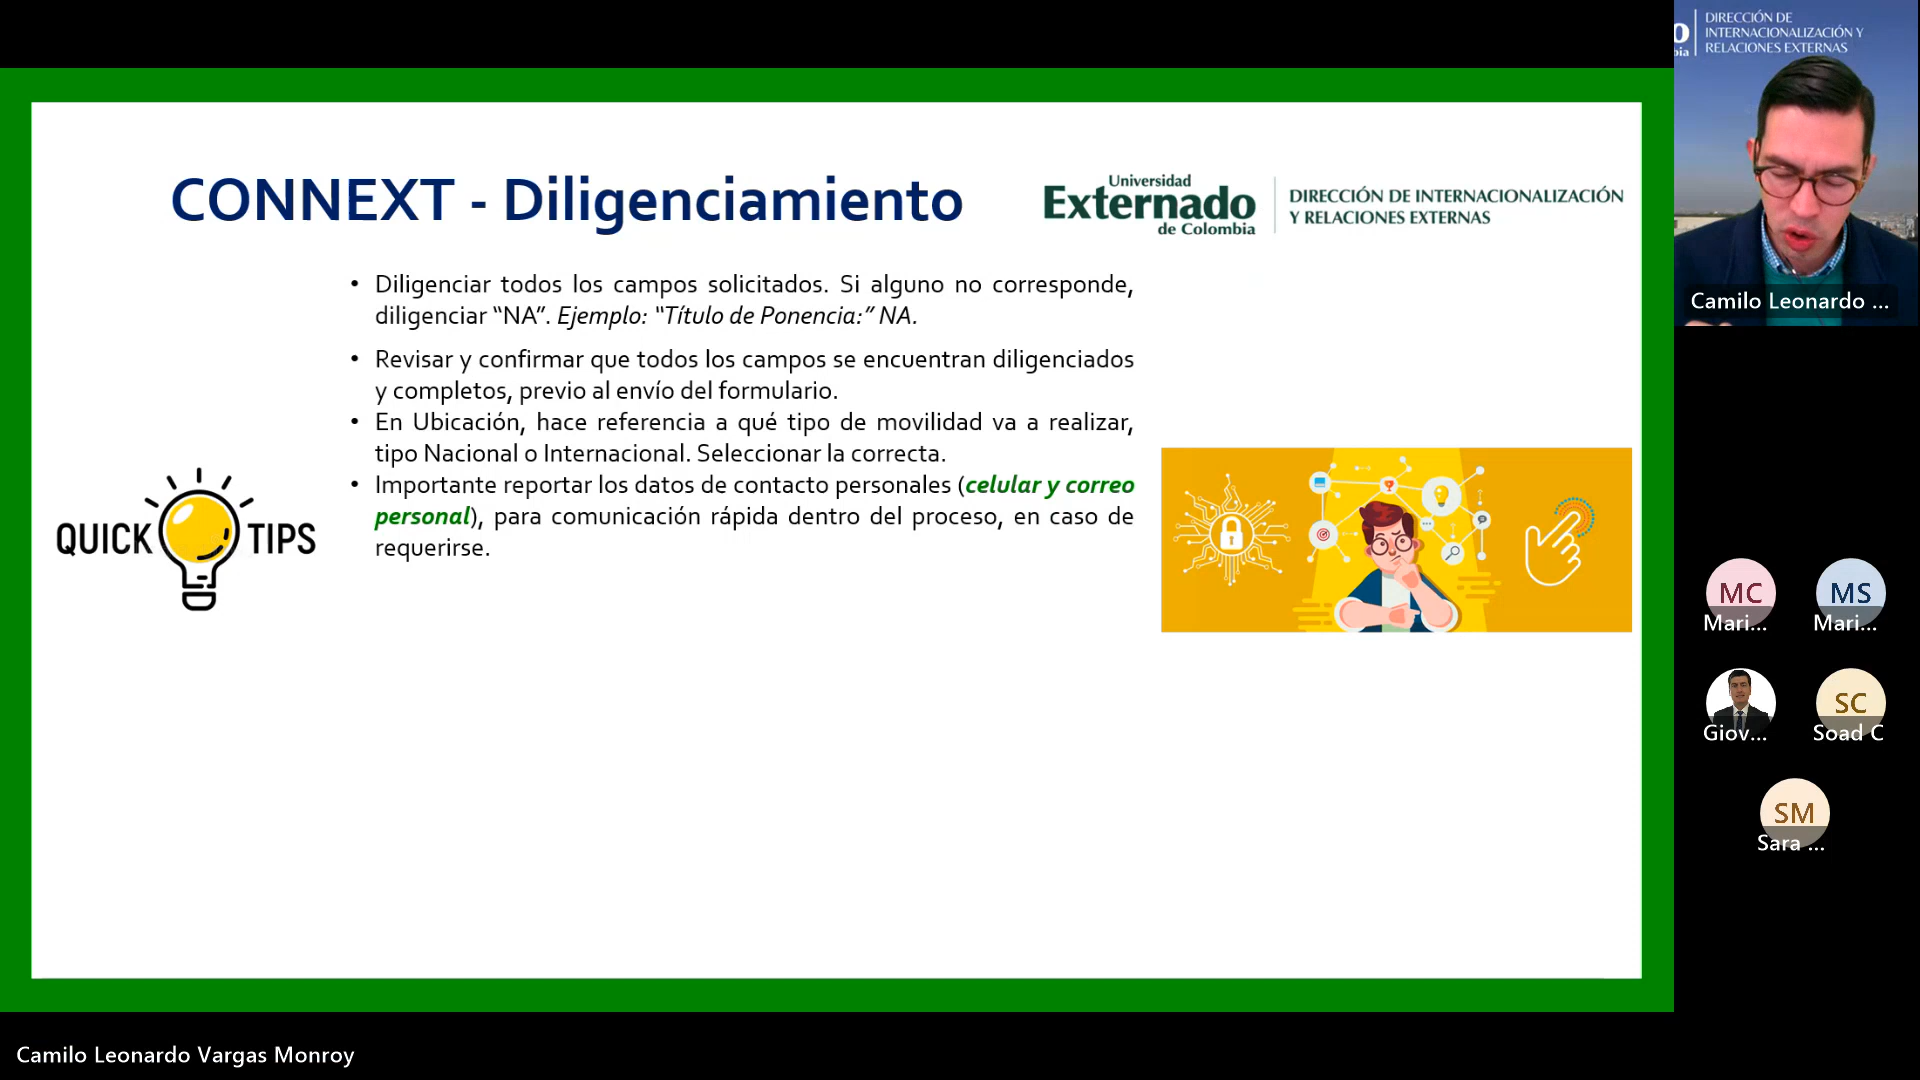 CONNEXT - Diligenciamiento
Universidad
Externado
de Colombia
DIRECCIÓN DE INTERNACIONALIZACIÓN
Y RELACIONES EXTERNAS
• Diligenciar todos los campos solicitados. Si alguno no corresponde,
diligenciar “NA”. Ejemplo: “Título de Ponencia:” NA.
• Revisar y confirmar que todos los campos se encuentran diligenciados
y completos, previo al envío del formulario.
• En Ubicación, hace referencia a qué tipo de movilidad va a realizar,
tipo Nacional o Internacional. Seleccionar la correcta.
• Importante reportar los datos de contacto personales (celular y correo
personal), para comunicación rápida dentro del proceso, en caso de
requerirse.
QUICK TIPS
DIRECCIÓN DE
INTERNACIONALIZACIÓN Y
RELACIONES EXTERNAS
Camilo Leonardo ...
MC
Mari...
MS
Mari...
Giov...
SC
Soad C
SM
Sara ...
Camilo Leonardo Vargas Monroy